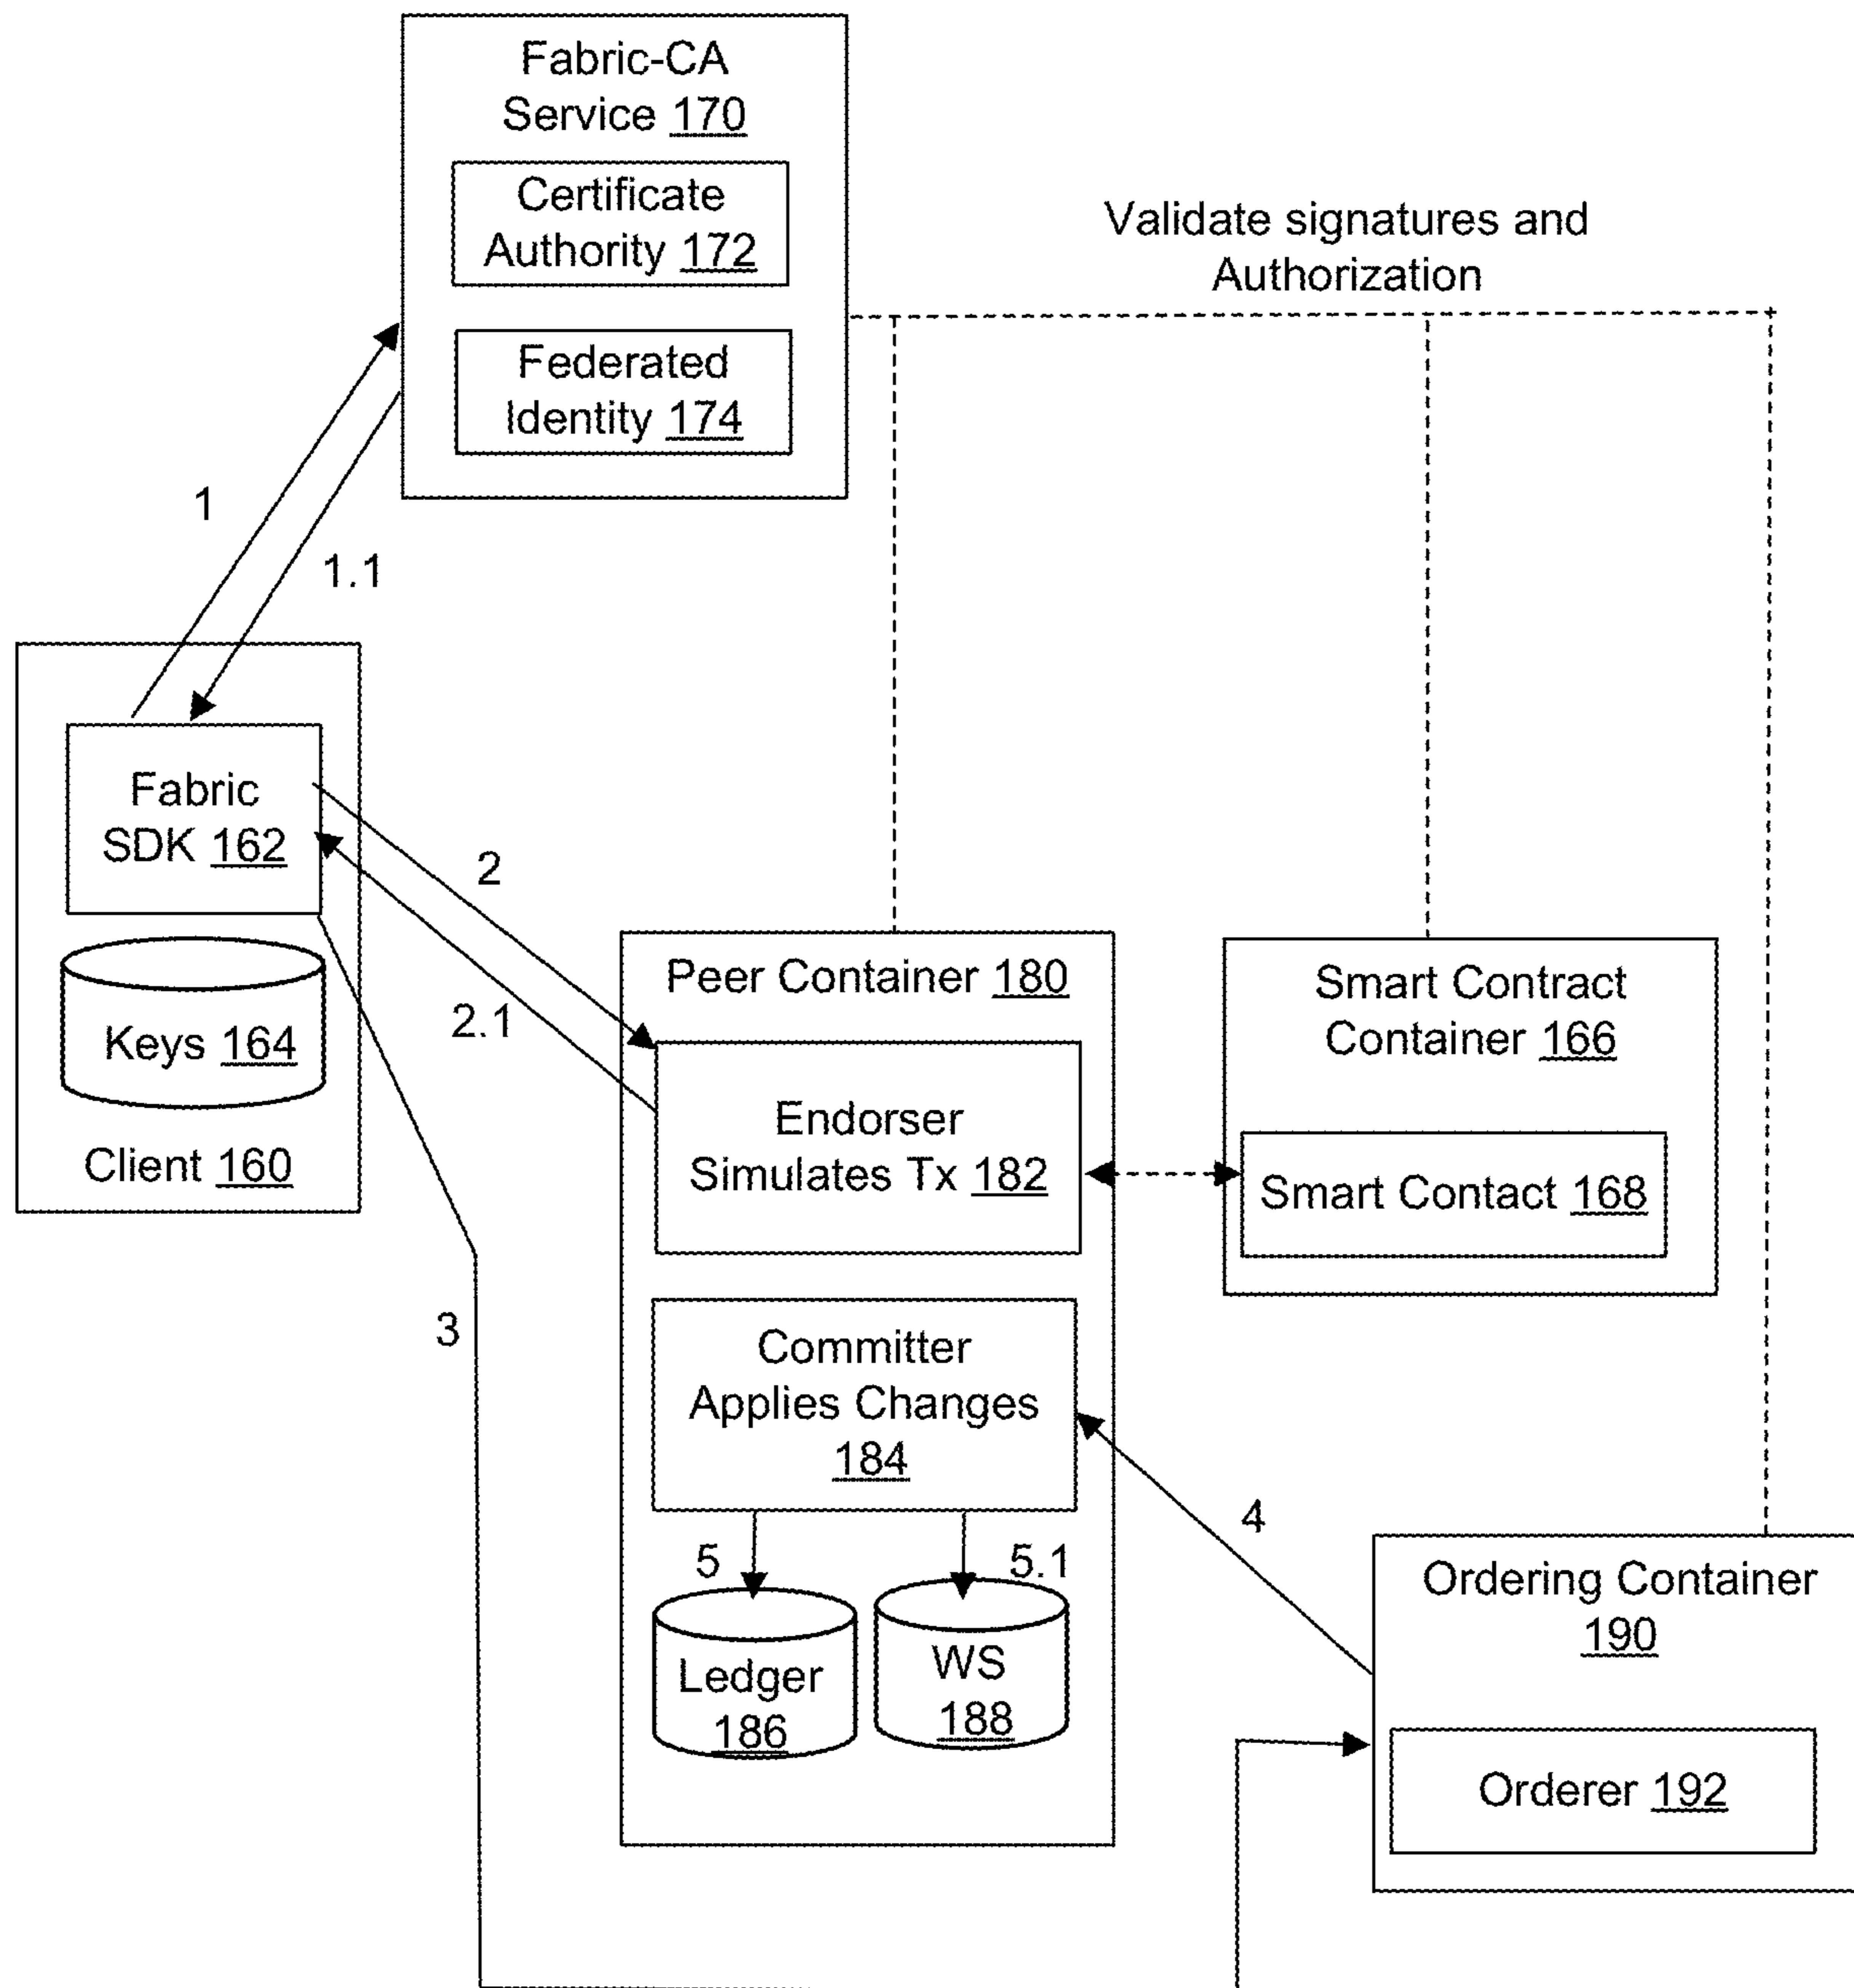 Fabric-CA
Service 170
Certificate
Authority 172
Federated
Identity 174
Validate signatures and
Authorization
1
1.1
Fabric
SDK 162
Keys 164
Client 160
2
2.1
3
Peer Container 180
Endorser
Simulates Tx 182
Committer
Applies Changes
184
5
5.1
Ledger
186
WS
188
Smart Contract
Container 166
Smart Contact 168
4
Ordering Container
190
Orderer 192